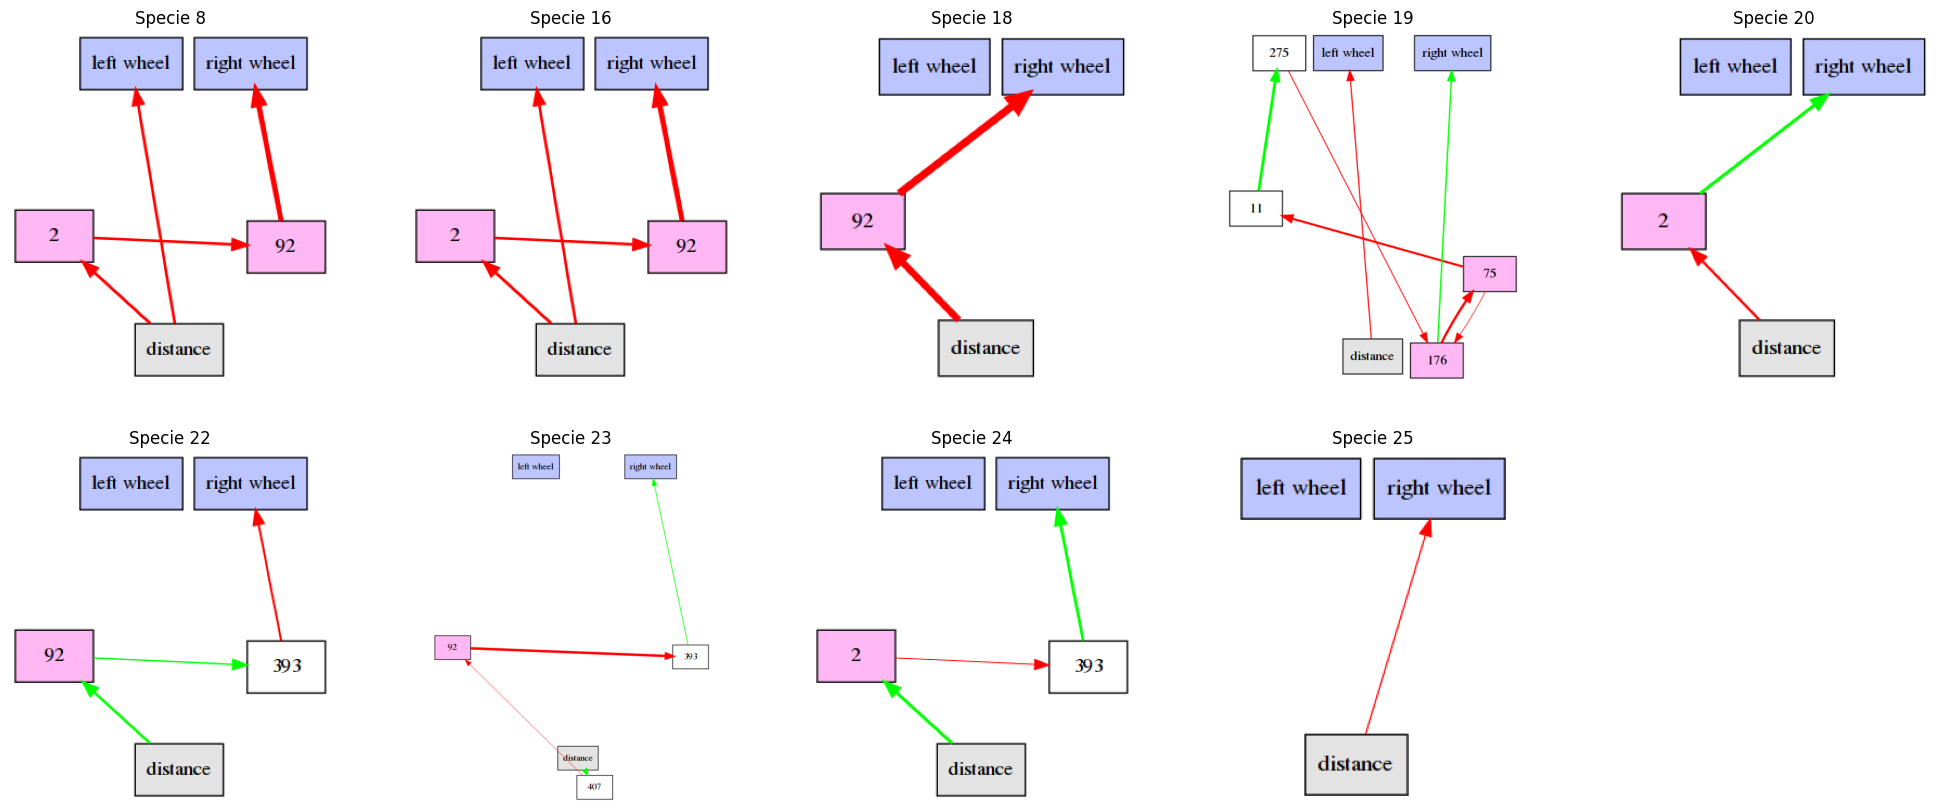 Specie 8
left wheel
right wheel
2
92
distance
Specie 16
left wheel
right wheel
2
92
distance
Specie 18
left wheel
right wheel
92
distance
Specie 19
275
left wheel
right wheel
11
75
distance
176
Specie 20
left wheel
right wheel
2
distance
Specie 22
left wheel
right wheel
92
393
distance
Specie 23
left wheel
right wheel
92
393
distance
407
Specie 24
left wheel
right wheel
2
393
distance
Specie 25
left wheel
right wheel
distance